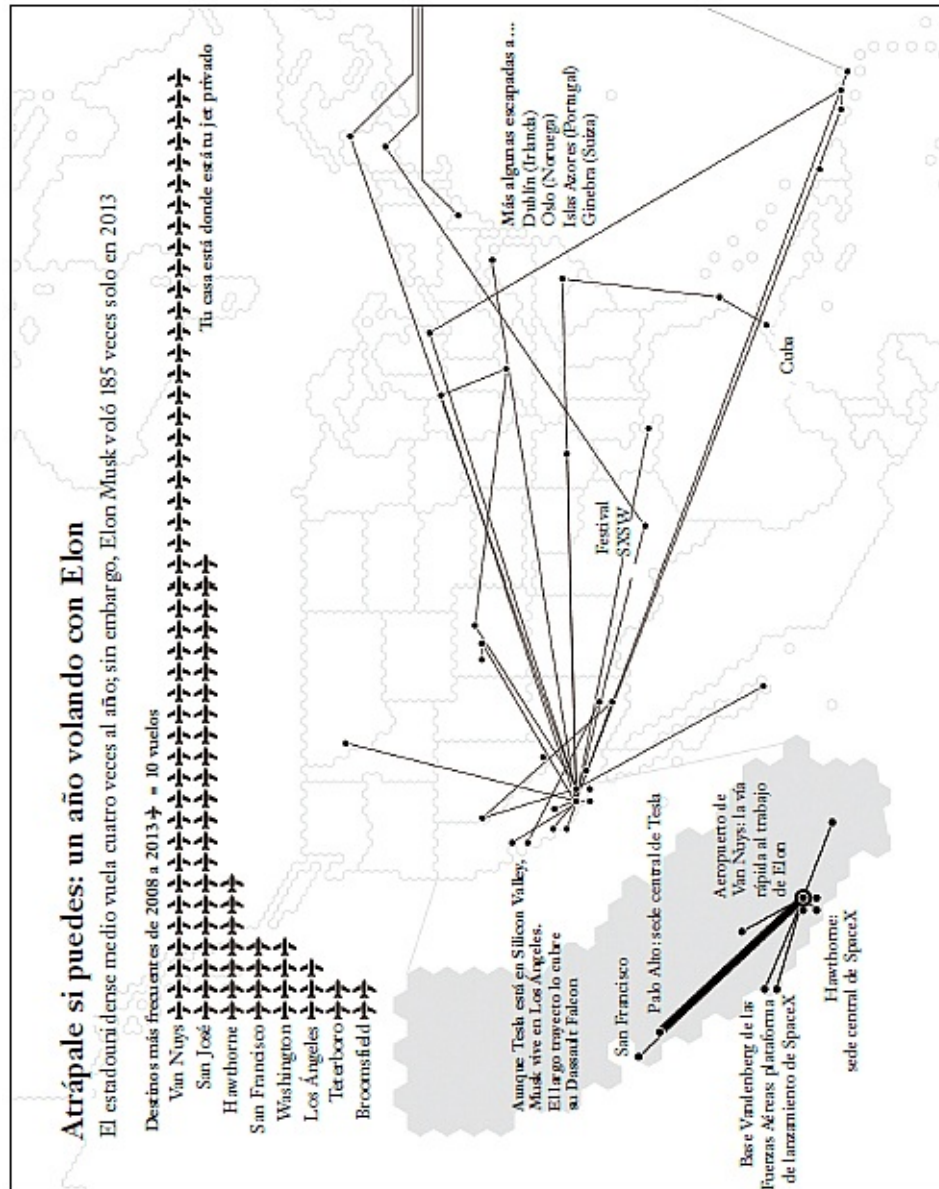 Atrápale si puedes: un año volando con Elon
El estadounidense medio vuela cuatro veces al año; sin embargo, Elon Musk voló 185 veces solo en 2013
Destinos más frecuentes de 2008 a 2013 = 10 vuelos
Van Nuys
San José
Hawthorne
San Francisco
Washington
Los Ángeles
Teterboro
Broomsfield
Tu casa está donde está tu jet privado
Más algunas escapadas a...
Dublín (Irlanda)
Oslo (Noruega)
Islas Azores (Portugal)
Ginebra (Suiza)
Festival
SXSW
Cuba
Aunque Tesla está en Silicon Valley,
Musk vive en Los Ángeles.
El largo trayecto lo cubre
su Dassault Falcon
San Francisco
Palo Alto: sede central de Tesla
Aeropuerto de
Van Nuys: la vía
rápida al trabajo
de Elon
Base Vandenberg de las
Fuerzas Aéreas: plataforma
de lanzamiento de SpaceX
Hawthorne:
sede central de SpaceX